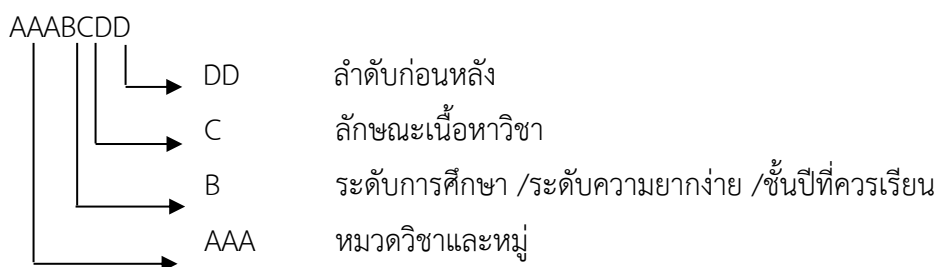 AAABCDD
DD ลำดับก่อนหลัง
C ลักษณะเนื้อหาวิชา
B ระดับการศึกษา /ระดับความยากง่าย /ชั้นปีที่ควรเรียน
AAA หมวดวิชาและหมู่